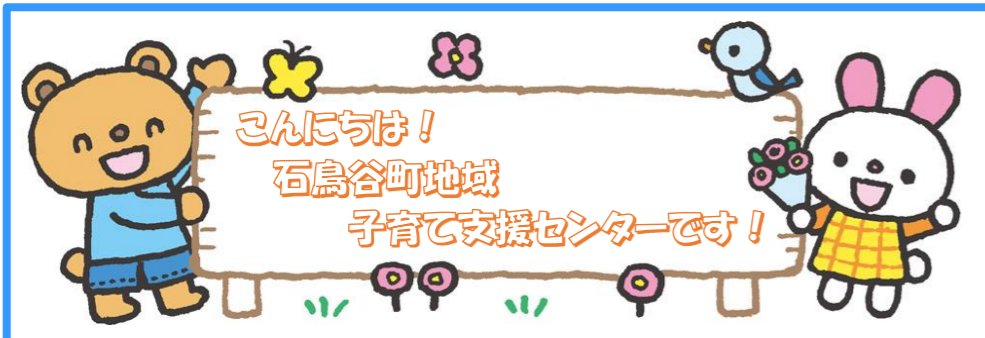 こんにちは！
石鳥谷町地域
子育て支援センターです！